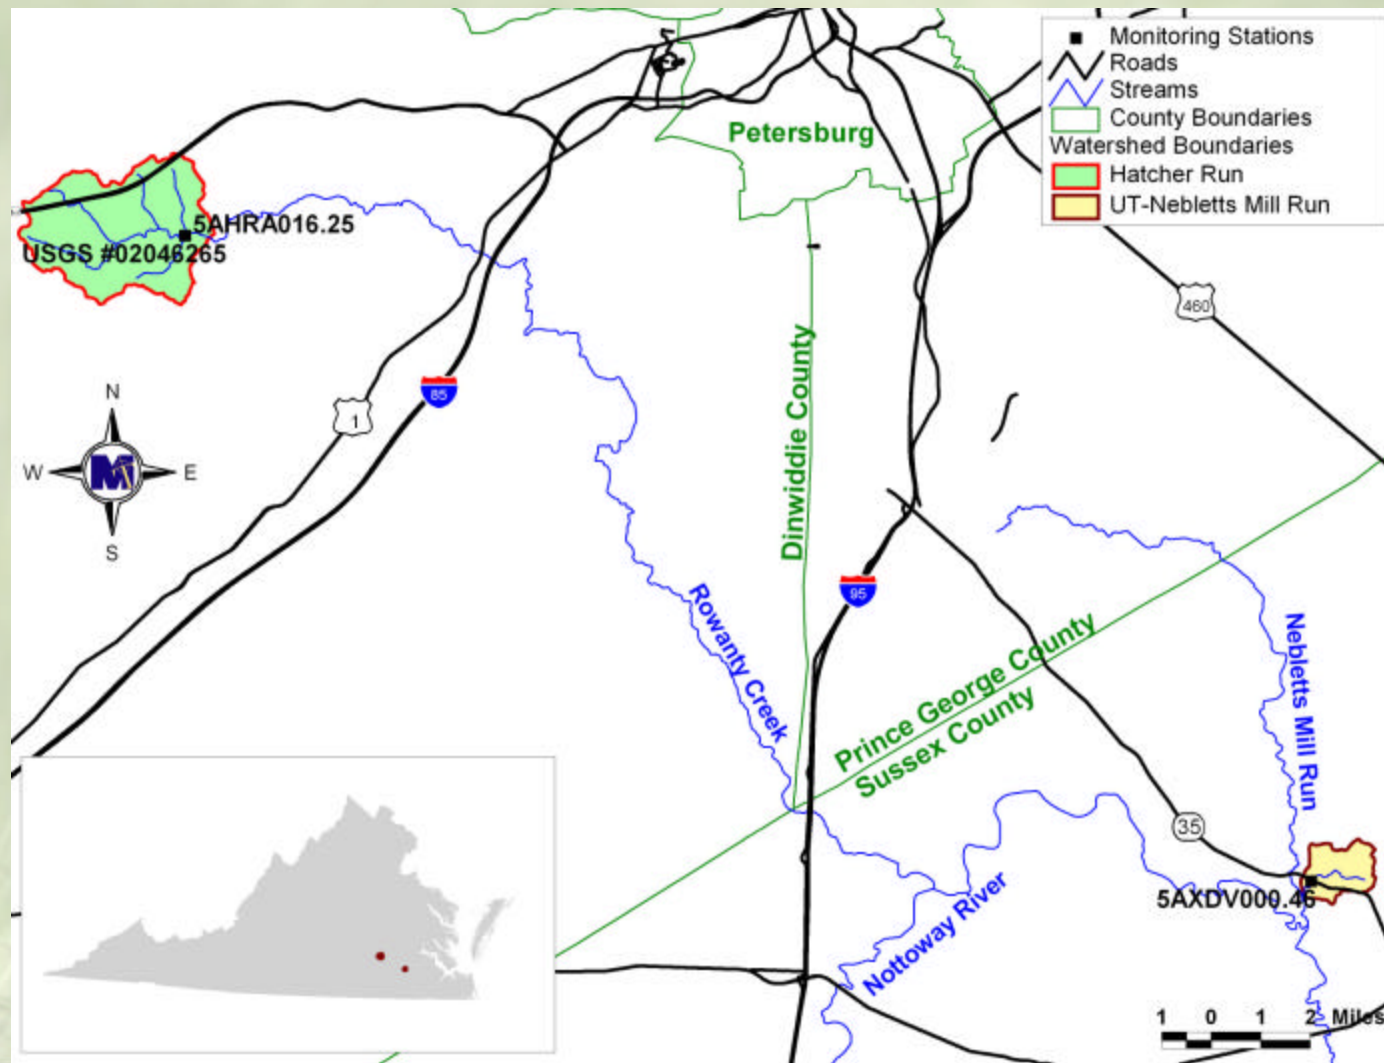 Monitoring Stations
Roads
Streams
County Boundaries
Watershed Boundaries
Hatcher Run
UT-Nebletts Mill Run
Petersburg
5AHRA016.25
USGS #02046265
460
Dinwiddie County
85
1
N
W
M
E
S
95
Rowanty Creek
Prince George County
Sussex County
Nebletts Mill Run
35
5AXDV000.46
Nottoway River
1 0 1 2 Miles